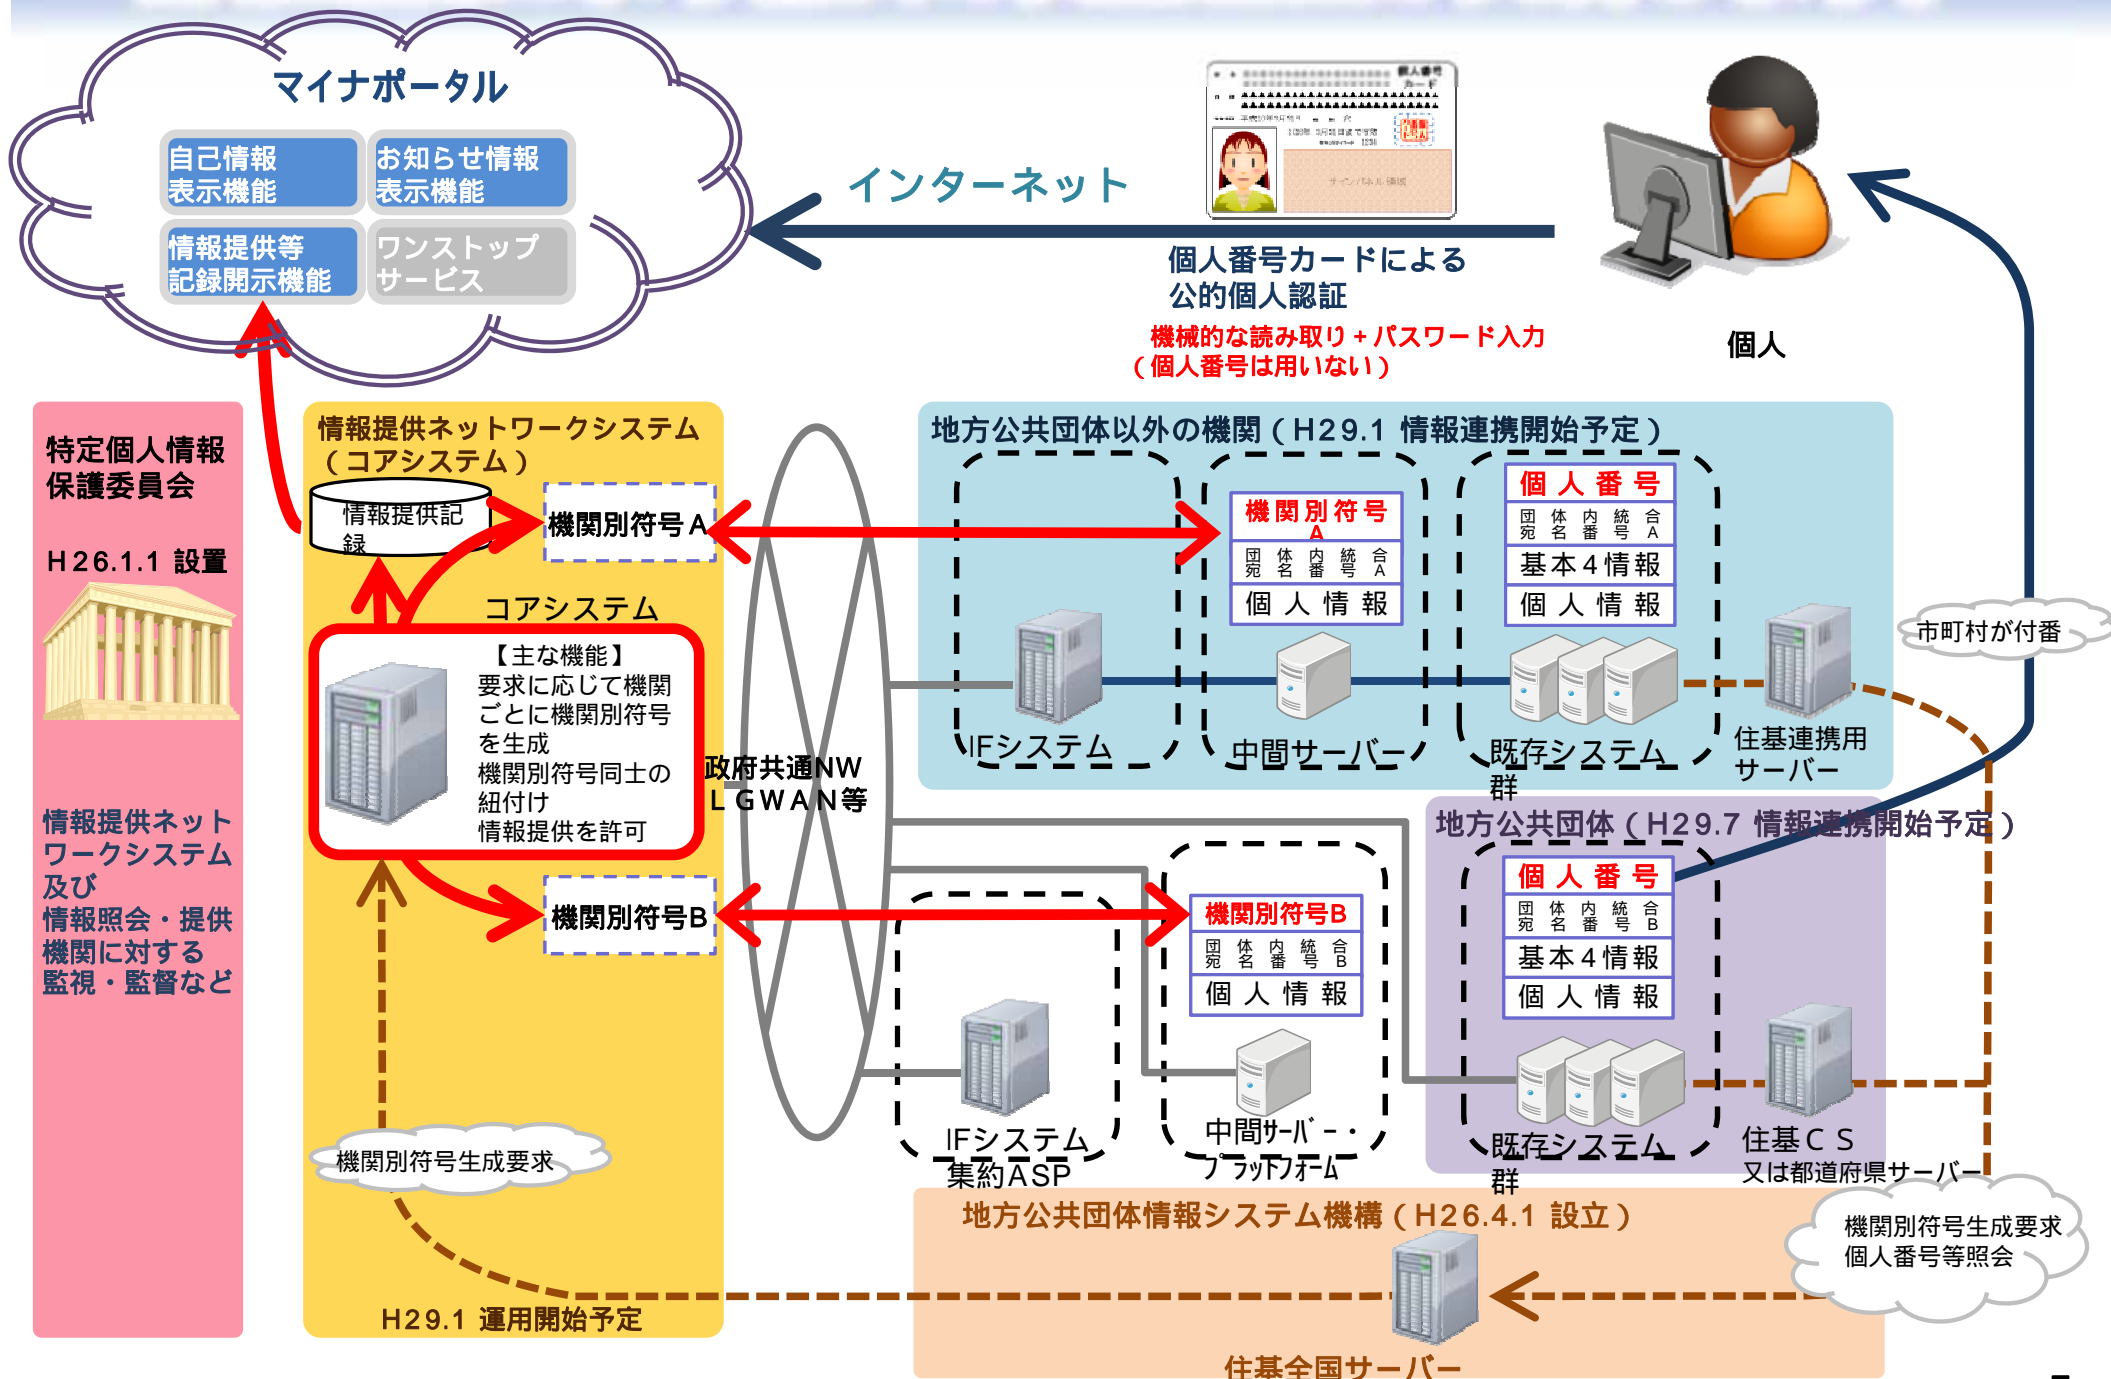 マイナポータル
自己情報
表示機能
お知らせ情報
表示機能
情報提供等
記録開示機能
ワンストップ
サービス
インターネット
個人番号
カード
サインパネル領域
個人番号カードによる
公的個人認証
機械的な読み取り+パスワード入力
(個人番号は用いない)
個人
特定個人情報
保護委員会
H26.1.1 設置
情報提供ネット
ワークシステム
及び
情報照会・提供
機関に対する
監視・監督など
情報提供ネットワークシステム
(コアシステム)
情報提供記
録
機関別符号A
コアシステム
【主な機能】
要求に応じて機関
ごとに機関別符号
を生成
機関別符号同士の
紐付け
情報提供を許可
機関別符号B
機関別符号生成要求
H29.1 運用開始予定
政府共通NW
LGWAN等
地方公共団体以外の機関(H29.1 情報連携開始予定)
機関別符号
A
団体内統合
宛名番号A
個人情報
個人番号
団体内統合
宛名番号A
基本4情報
個人情報
IFシステム
中間サーバー
既存システム
群
住基連携用
サーバー
市町村が付番
地方公共団体(H29.7 情報連携開始予定)
機関別符号B
団体内統合
宛名番号B
個人情報
個人番号
団体内統合
宛名番号B
基本4情報
個人情報
IFシステム
集約ASP
中間サーバー・
プラットフォーム
既存システム
群
住基CS
又は都道府県サーバー
地方公共団体情報システム機構(H26.4.1 設立)
機関別符号生成要求
個人番号等照会
住基全国サーバー